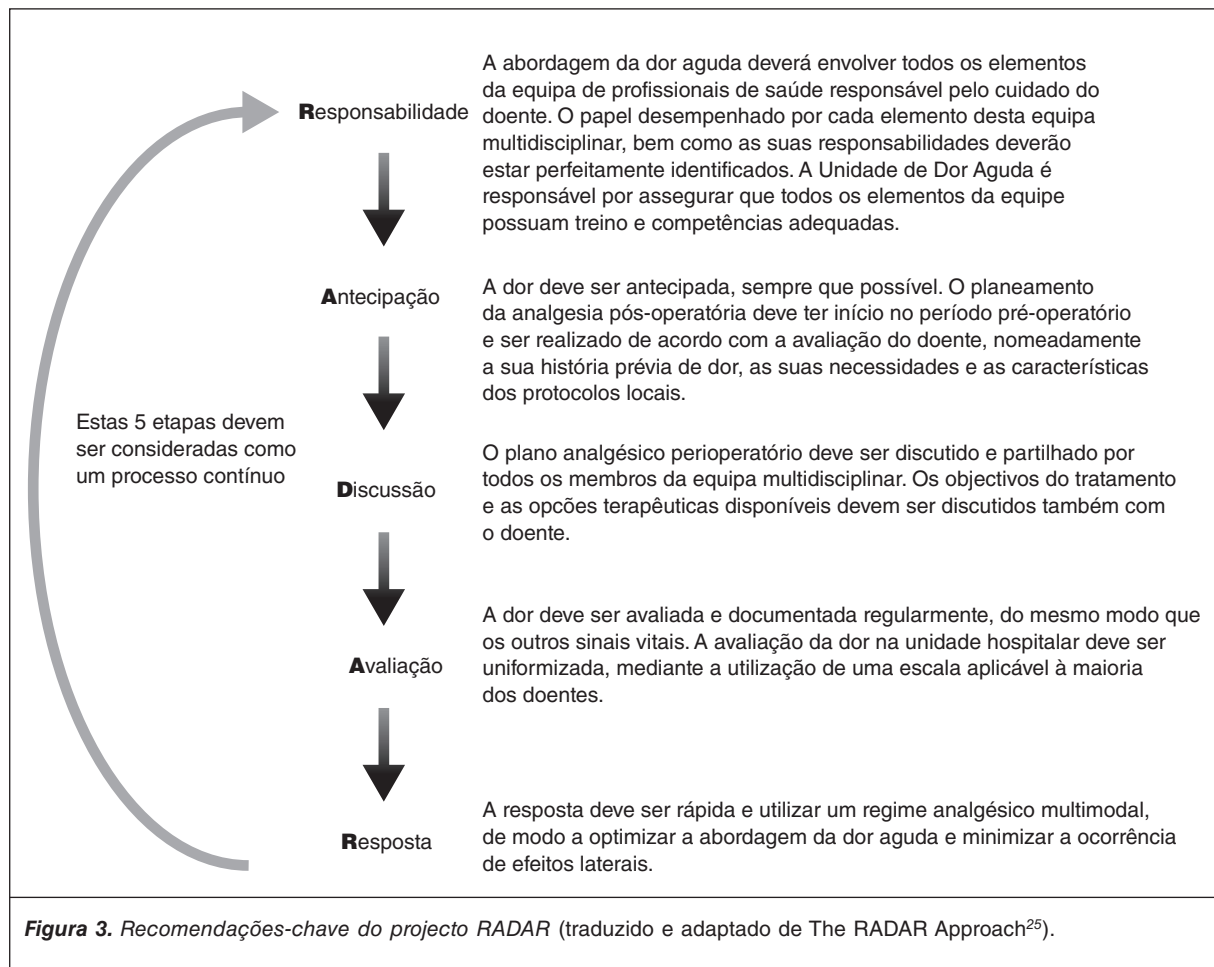 Responsabilidade
A abordagem da dor aguda deverá envolver todos os elementos
da equipa de profissionais de saúde responsável pelo cuidado do
doente. O papel desempenhado por cada elemento desta equipa
multidisciplinar, bem como as suas responsabilidades deverão
estar perfeitamente identificados. A Unidade de Dor Aguda é
responsável por assegurar que todos os elementos da equipe
possuam treino e competências adequadas.
Antecipação
A dor deve ser antecipada, sempre que possível. O planeamento
da analgesia pós-operatória deve ter início no período pré-operatório
e ser realizado de acordo com a avaliação do doente, nomeadamente
a sua história prévia de dor, as suas necessidades e as características
dos protocolos locais.
Estas 5 etapas devem
ser consideradas como
um processo contínuo
Discussão
O plano analgésico perioperatório deve ser discutido e partilhado por
todos os membros da equipa multidisciplinar. Os objectivos do tratamento
e as opcões terapêuticas disponíveis devem ser discutidos também com
o doente.
Avaliação
A dor deve ser avaliada e documentada regularmente, do mesmo modo que
os outros sinais vitais. A avaliação da dor na unidade hospitalar deve ser
uniformizada, mediante a utilização de uma escala aplicável à maioria
dos doentes.
Resposta
A resposta deve ser rápida e utilizar um regime analgésico multimodal,
de modo a optimizar a abordagem da dor aguda e minimizar a ocorrência
de efeitos laterais.
Figura 3. Recomendações-chave do projecto RADAR (traduzido e adaptado de The RADAR Approach25).